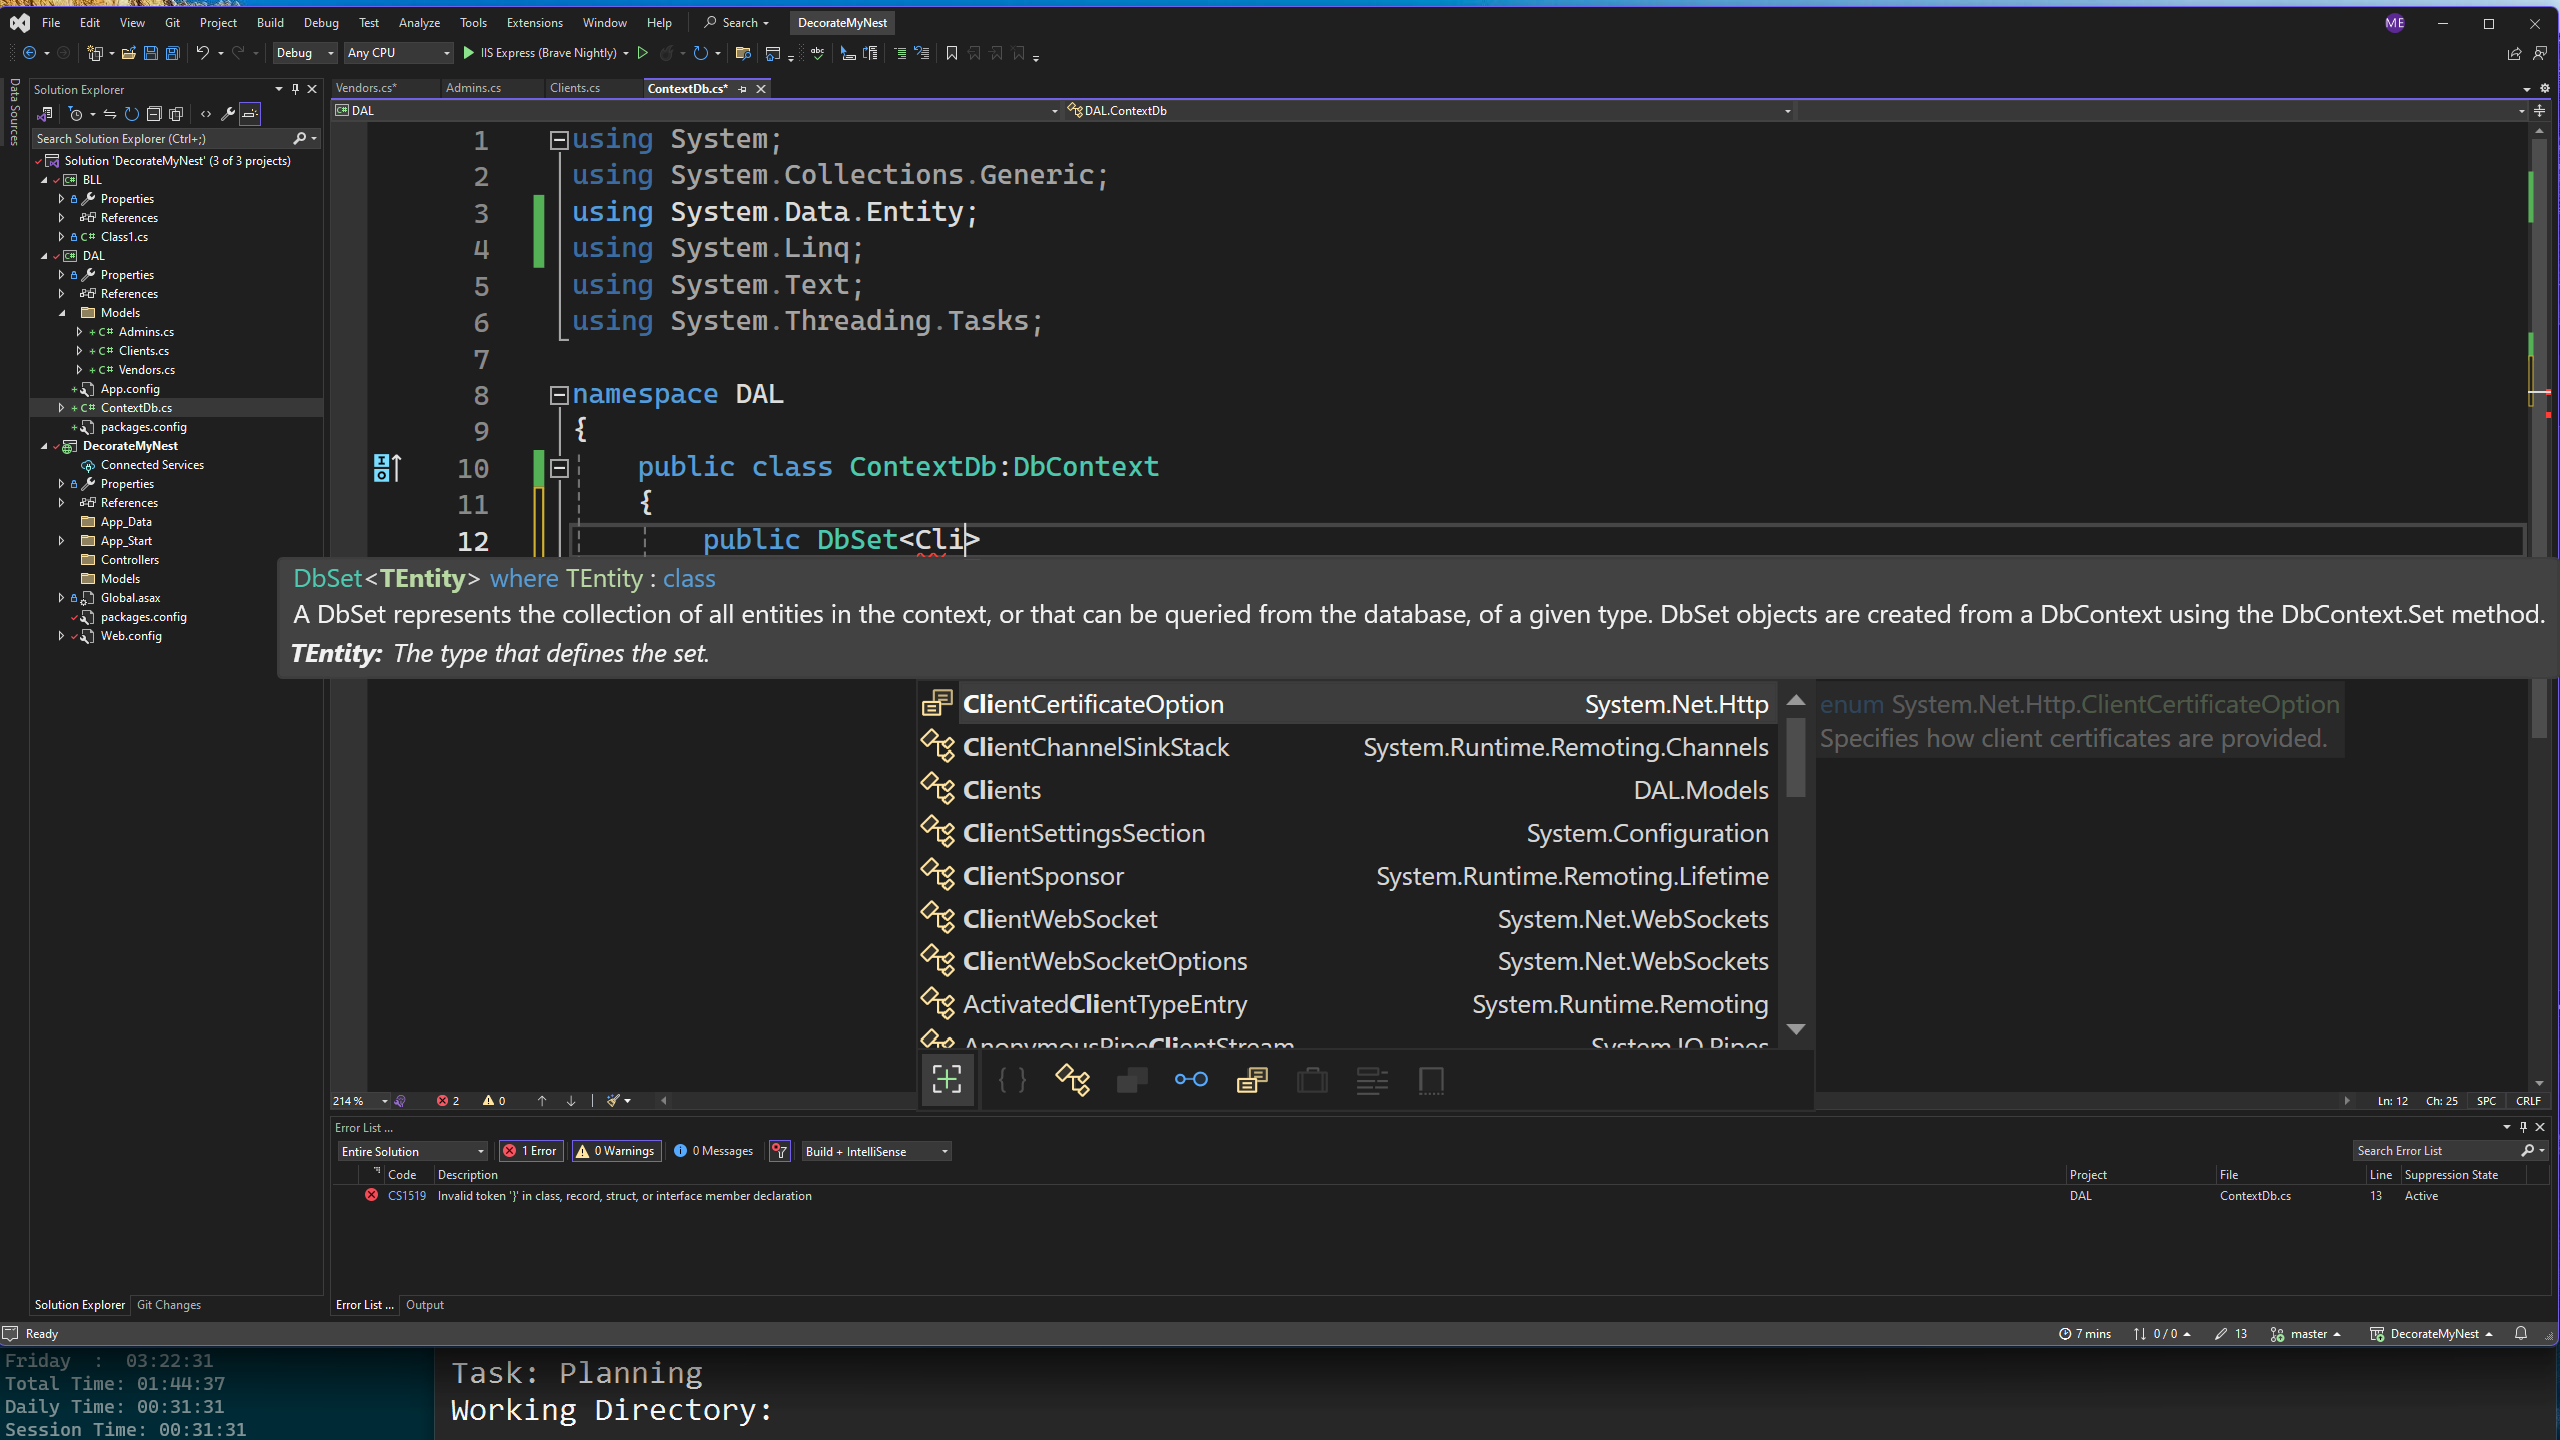 File Edit View Git Project Build Debug Test Analyze Tools Extensions Window Help Search DecorateMyNest ME
Debug Any CPU IIS Express (Brave Nightly)
Data Sources
Solution Explorer
Search Solution Explorer (Ctrl+;)
Solution 'DecorateMyNest' (3 of 3 projects)
BLL
Properties
References
C# Class1.cs
DAL
Properties
References
Models
C# Admins.cs
C# Clients.cs
C# Vendors.cs
App.config
C# ContextDb.cs
packages.config
DecorateMyNest
Connected Services
Properties
References
App_Data
App_Start
Controllers
Models
Global.asax
packages.config
Web.config
Solution Explorer Git Changes
Vendors.cs* Admins.cs Clients.cs ContextDb.cs*
DAL DAL.ContextDb
1 using System;
2 using System.Collections.Generic;
3 using System.Data.Entity;
4 using System.Linq;
5 using System.Text;
6 using System.Threading.Tasks;
7
8 namespace DAL
9 {
10 public class ContextDb:DbContext
11 {
12 public DbSet<Cli>
DbSet<TEntity> where TEntity : class
A DbSet represents the collection of all entities in the context, or that can be queried from the database, of a given type. DbSet objects are created from a DbContext using the DbContext.Set method.
TEntity: The type that defines the set.
ClientCertificateOption System.Net.Http
ClientChannelSinkStack System.Runtime.Remoting.Channels
Clients DAL.Models
ClientSettingsSection System.Configuration
ClientSponsor System.Runtime.Remoting.Lifetime
ClientWebSocket System.Net.WebSockets
ClientWebSocketOptions System.Net.WebSockets
ActivatedClientTypeEntry System.Runtime.Remoting
AnonymousPipeClientStream System.IO.Pipes
enum System.Net.Http.ClientCertificateOption
Specifies how client certificates are provided.
214 % 2 0 Ln: 12 Ch: 25 SPC CRLF
Error List ...
Entire Solution 1 Error 0 Warnings 0 Messages Build + IntelliSense Search Error List
Code Description Project File Line Suppression State
CS1519 Invalid token '}' in class, record, struct, or interface member declaration DAL ContextDb.cs 13 Active
Error List ... Output
Ready 7 mins 0 / 0 13 master DecorateMyNest
Friday : 03:22:31
Total Time: 01:44:37
Daily Time: 00:31:31
Session Time: 00:31:31
Task: Planning
Working Directory: